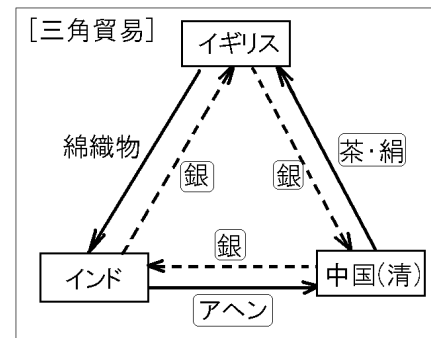 [三角貿易]
イギリス
綿織物
銀
銀
茶・絹
銀
インド
中国(清)
アヘン